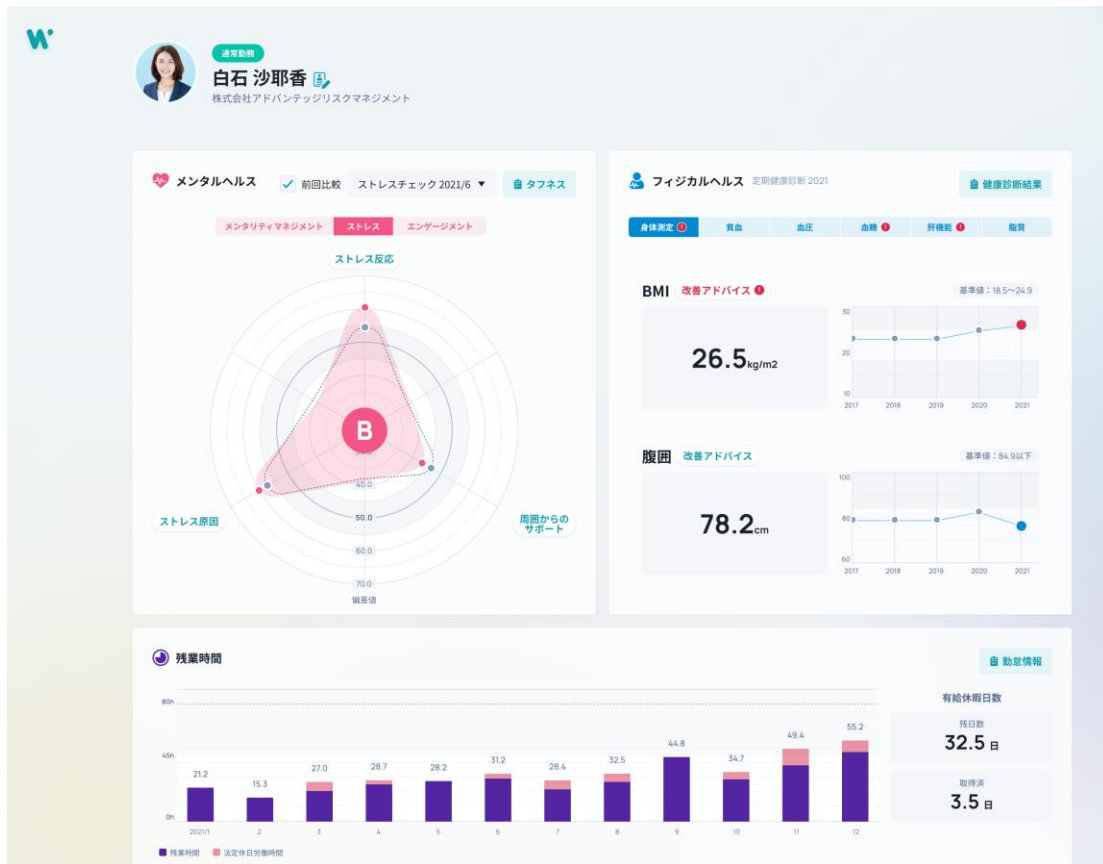 W
通常勤務
白石 沙耶香
株式会社アドバンテッジリスクマネジメント
メンタルヘルス
前回比較
ストレスチェック 2021/6 ▼
タフネス
メンタリティマネジメント ストレス エンゲージメント
ストレス反応
B
40.0
50.0
60.0
70.0
偏差値
ストレス原因
周囲からの
サポート
フィジカルヘルス 定期健康診断 2021
健康診断結果
身体測定 ! 貧血 血圧 血糖 ! 肝機能 ! 脂質
BMI 改善アドバイス !
基準値：18.5〜24.9
26.5kg/m2
30
20
10
2017 2018 2019 2020 2021
腹囲 改善アドバイス
基準値：84.9以下
78.2cm
100
80
60
2017 2018 2019 2020 2021
残業時間
勤怠情報
80h
45h
0h
21.2 15.3 27.0 28.7 28.2 31.2 28.4 32.5 44.8 34.7 49.4 55.2
2021/1 2 3 4 5 6 7 8 9 10 11 12
残業時間 法定休日労働時間
有給休暇日数
残日数
32.5 日
取得済
3.5 日